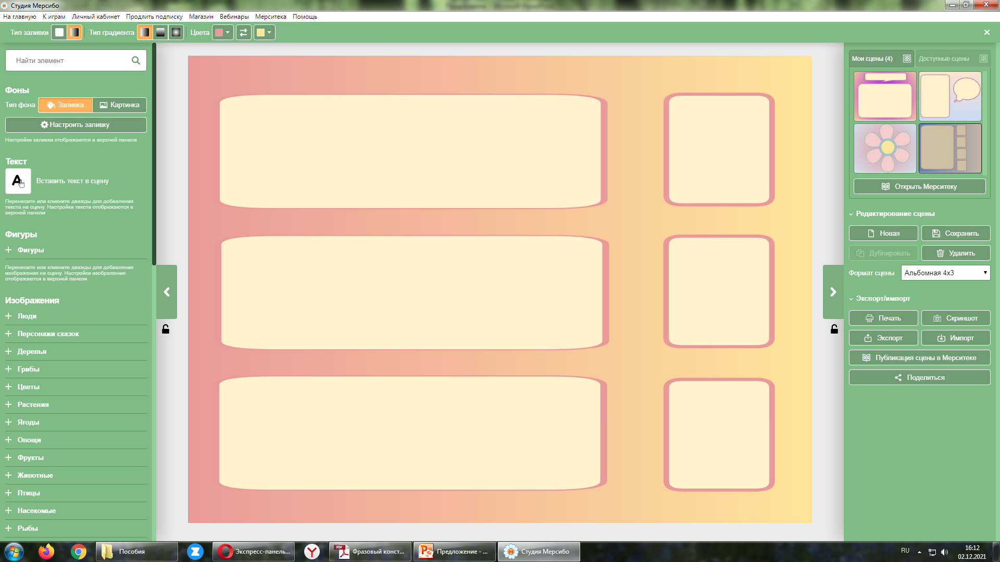 Студия Мерсибо
На главную К играм Личный кабинет Продлить подписку Магазин Вебинары Мерситека Помощь
Тип заливки Тип градиента Цвета
Найти элемент
Фоны
Тип фона Заливка Картинка
Настроить заливку
Настройки заливки отображаются в верхней панели
Текст
A Вставить текст в сцену
Перенесите или кликните дважды для добавления
текста на сцену. Настройки текста отображаются в
верхней панели
Фигуры
Фигуры
Перенесите или кликните дважды для добавления
изображения на сцену. Настройки изображения
отображаются в верхней панели
Изображения
Люди
Персонажи сказок
Деревья
Грибы
Цветы
Растения
Ягоды
Овощи
Фрукты
Животные
Птицы
Насекомые
Рыбы
Мои сцены (4) Доступные сцены
Открыть Мерситеку
Редактирование сцены
Новая Сохранить
Дублировать Удалить
Формат сцены Альбомная 4x3
Экспорт/импорт
Печать Скриншот
Экспорт Импорт
Публикация сцены в Мерситеке
Поделиться
Пособия Экспресс-панель... PDF Фразовый конст... Предложение - ... Студия Мерсибо RU 16:12
02.12.2021